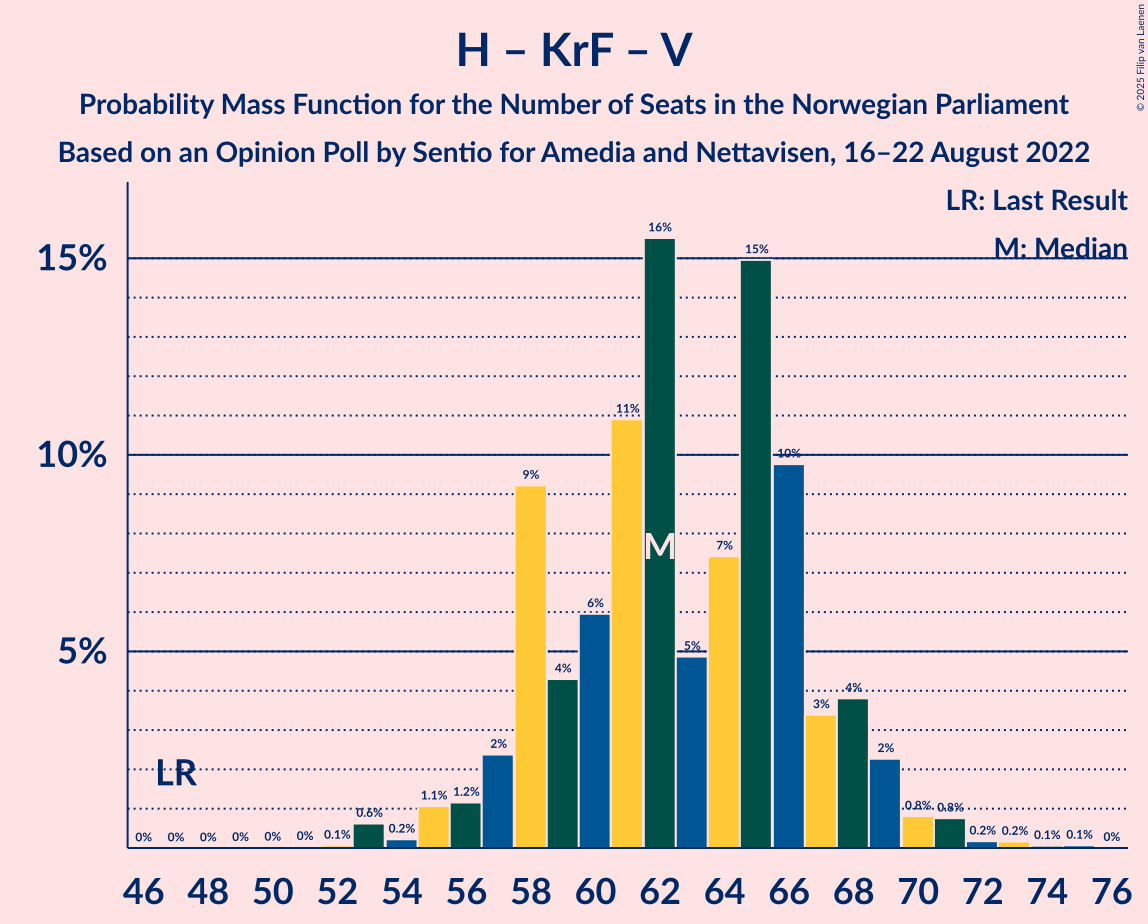 H – KrF – V
Probability Mass Function for the Number of Seats in the Norwegian Parliament
Based on an Opinion Poll by Sentio for Amedia and Nettavisen, 16–22 August 2022
© 2025 Filip van Laenen
LR: Last Result
M: Median
15%
10%
5%
LR
M
0% 0% 0% 0% 0% 0% 0.1% 0.6% 0.2% 1.1% 1.2% 2% 9% 4% 6% 11% 16% 5% 7% 15% 10% 3% 4% 2% 0.8% 0.8% 0.2% 0.2% 0.1% 0.1% 0%
46 48 50 52 54 56 58 60 62 64 66 68 70 72 74 76